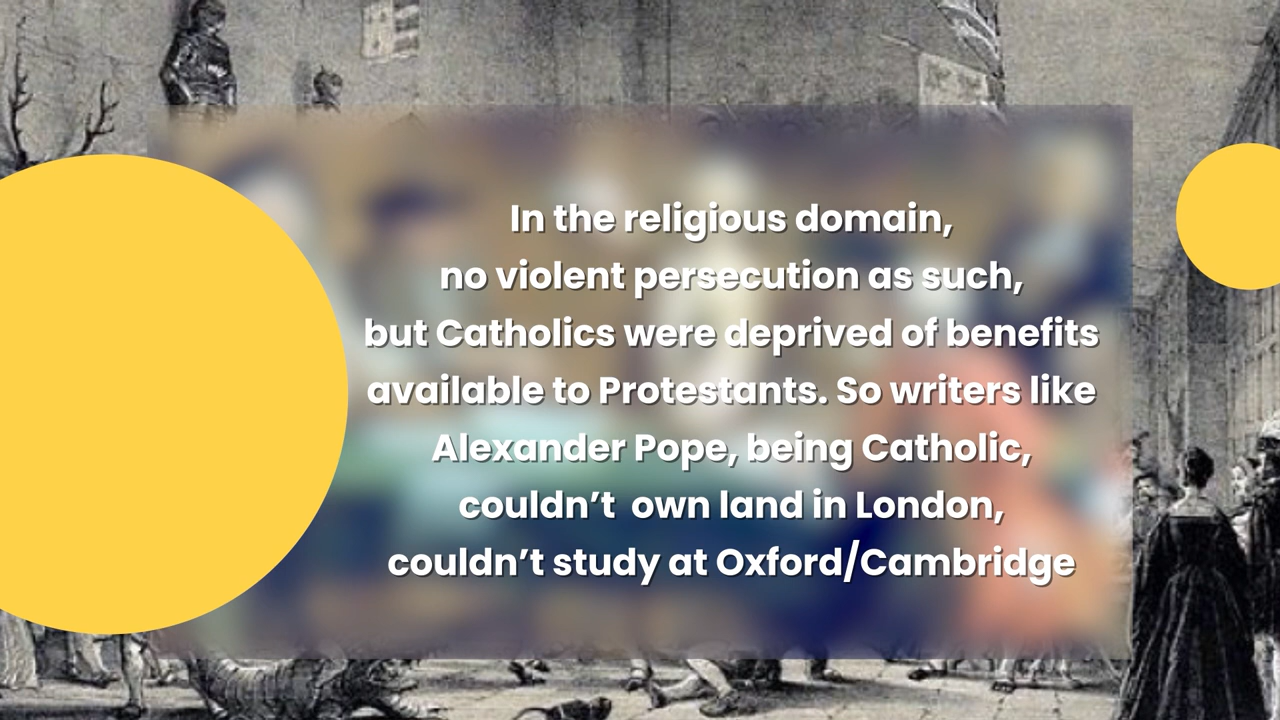 In the religious domain,
no violent persecution as such,
but Catholics were deprived of benefits
available to Protestants. So writers like
Alexander Pope, being Catholic,
couldn’t  own land in London,
couldn’t study at Oxford/Cambridge